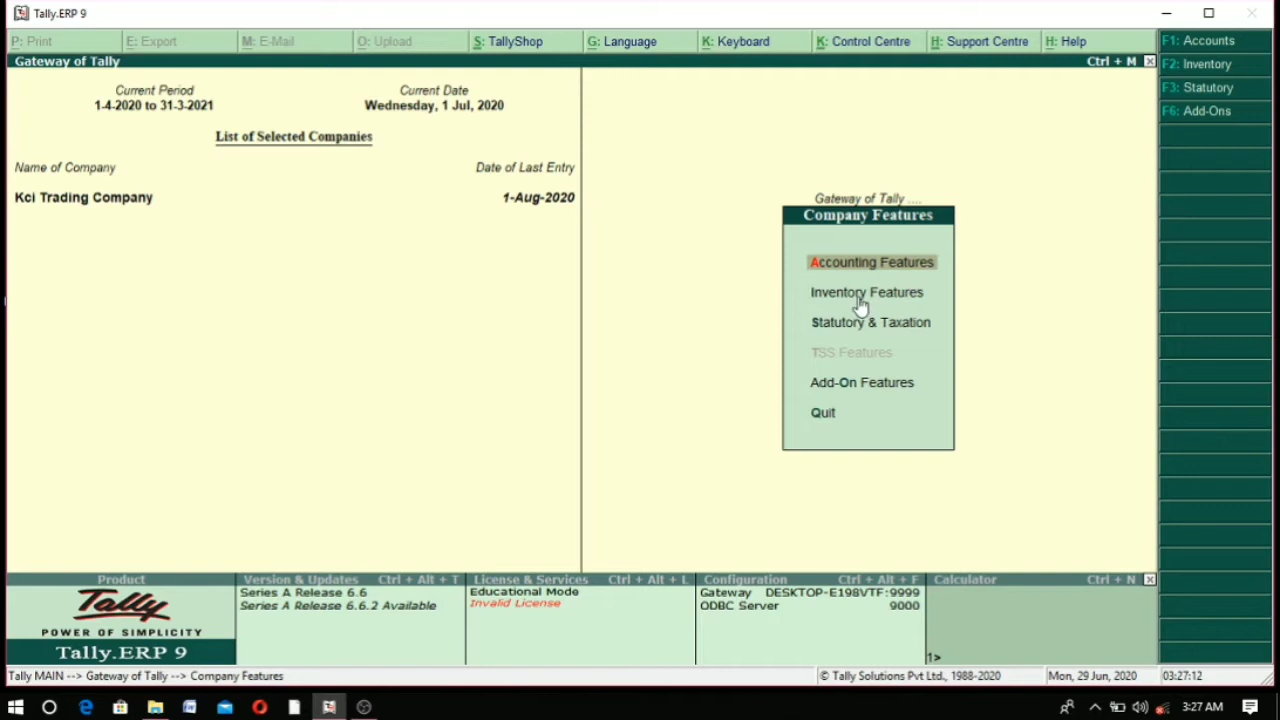 Tally.ERP 9
P: Print E: Export M: E-Mail O: Upload S: TallyShop G: Language K: Keyboard K: Control Centre H: Support Centre H: Help
F1: Accounts
F2: Inventory
F3: Statutory
F6: Add-Ons
Gateway of Tally Ctrl + M
Current Period Current Date
1-4-2020 to 31-3-2021 Wednesday, 1 Jul, 2020
List of Selected Companies
Name of Company Date of Last Entry
Kci Trading Company 1-Aug-2020
Gateway of Tally ....
Company Features
Accounting Features
Inventory Features
Statutory & Taxation
TSS Features
Add-On Features
Quit
Product
Tally
POWER OF SIMPLICITY
Tally.ERP 9
Version & Updates Ctrl + Alt + T
Series A Release 6.6
Series A Release 6.6.2 Available
License & Services Ctrl + Alt + L
Educational Mode
Invalid License
Configuration Ctrl + Alt + F
Gateway DESKTOP-E198VTF:9999
ODBC Server 9000
Calculator Ctrl + N
1>
Tally MAIN --> Gateway of Tally --> Company Features © Tally Solutions Pvt Ltd., 1988-2020 Mon, 29 Jun, 2020 03:27:12
3:27 AM